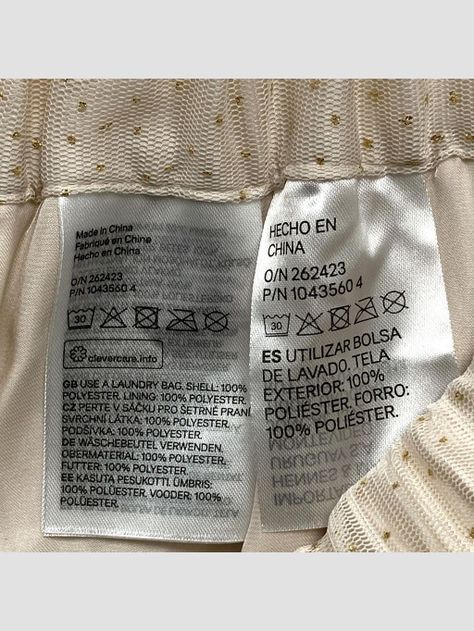 Made in China
Fabriqué en Chine
Hecho en China
O/N 262423
P/N 1043560 4
30
clevercare.info
GB USE A LAUNDRY BAG. SHELL: 100%
POLYESTER. LINING: 100% POLYESTER.
CZ PERTE V SÁČKU PRO ŠETRNÉ PRANÍ
SVRCHNÍ LÁTKA: 100% POLYESTER.
PODŠÍVKA: 100% POLYESTER.
DE WÄSCHEBEUTEL VERWENDEN.
OBERMATERIAL: 100% POLYESTER.
FUTTER: 100% POLYESTER.
EE KASUTA PESUKOTTI. ÜMBRIS:
100% POLÜESTER. VOODER: 100%
POLÜESTER.
HECHO EN
CHINA
O/N 262423
P/N 1043560 4
30
ES UTILIZAR BOLSA
DE LAVADO. TELA
EXTERIOR: 100%
POLIÉSTER. FORRO:
100% POLIÉSTER.